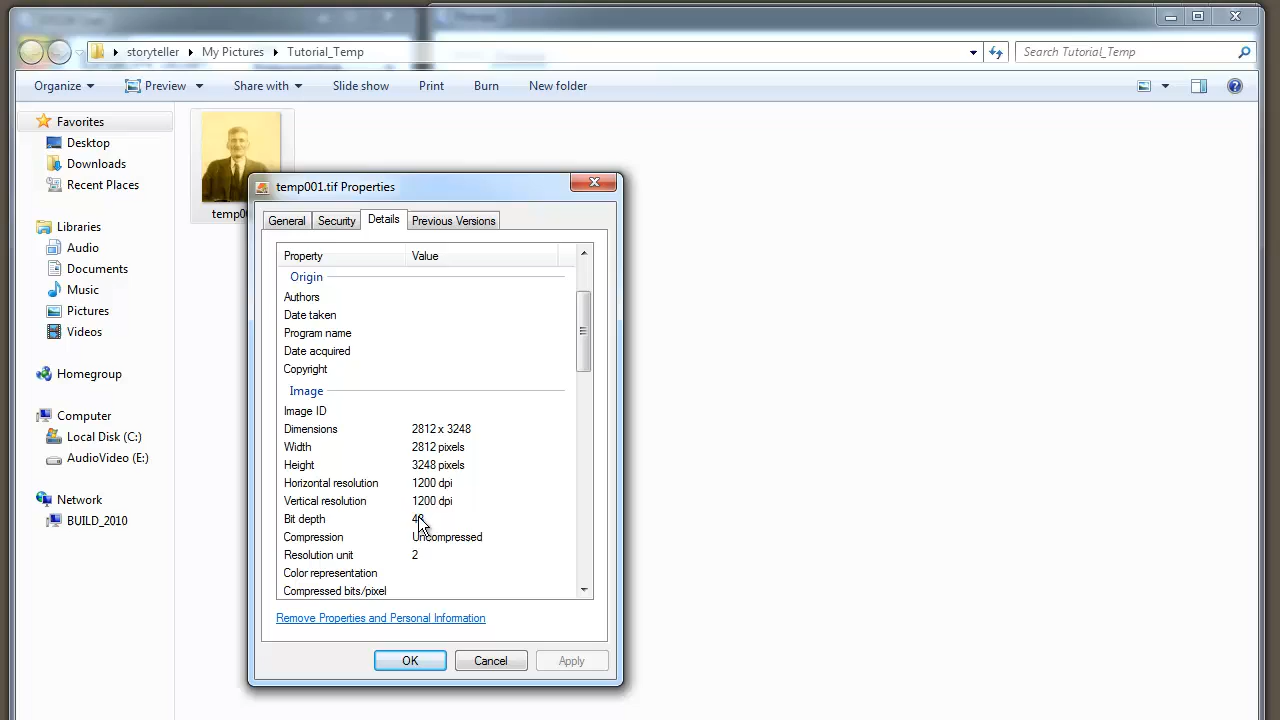 storyteller My Pictures Tutorial_Temp Search Tutorial_Temp
Organize Preview Share with Slide show Print Burn New folder
Favorites
Desktop
Downloads
Recent Places
Libraries
Audio
Documents
Music
Pictures
Videos
Homegroup
Computer
Local Disk (C:)
AudioVideo (E:)
Network
BUILD_2010
temp001.tif Properties
General Security Details Previous Versions
Property Value
Origin
Authors
Date taken
Program name
Date acquired
Copyright
Image
Image ID
Dimensions 2812 x 3248
Width 2812 pixels
Height 3248 pixels
Horizontal resolution 1200 dpi
Vertical resolution 1200 dpi
Bit depth
Compression Uncompressed
Resolution unit 2
Color representation
Compressed bits/pixel
Remove Properties and Personal Information
OK Cancel Apply